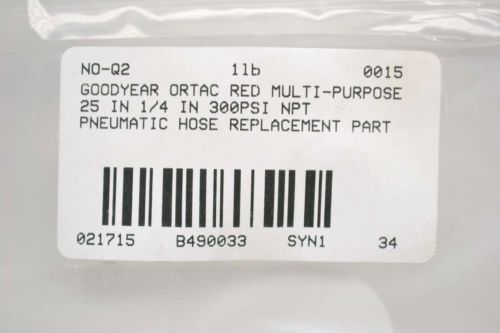 NO-Q2 1lb 0015
GOODYEAR ORTAC RED MULTI-PURPOSE
25 IN 1/4 IN 300PSI NPT
PNEUMATIC HOSE REPLACEMENT PART
021715 B490033 SYN1 34